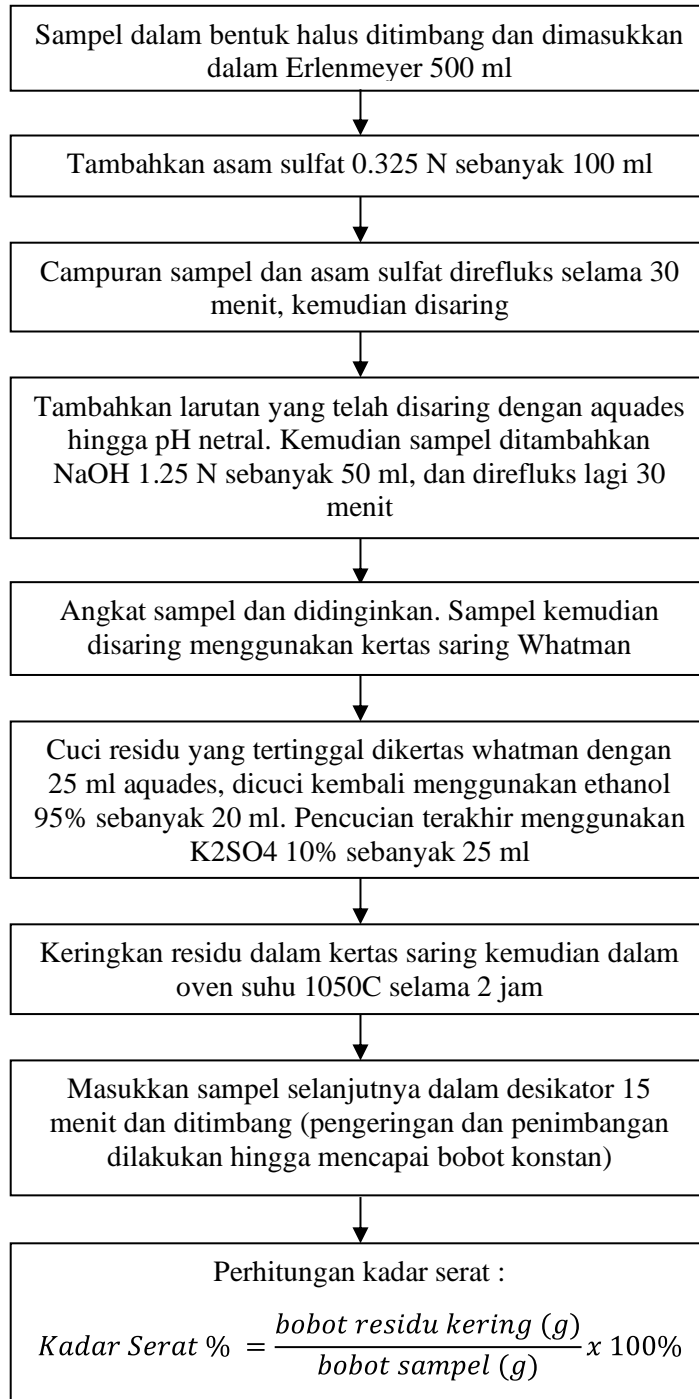 Sampel dalam bentuk halus ditimbang dan dimasukkan
dalam Erlenmeyer 500 ml
Tambahkan asam sulfat 0.325 N sebanyak 100 ml
Campuran sampel dan asam sulfat direfluks selama 30
menit, kemudian disaring
Tambahkan larutan yang telah disaring dengan aquades
hingga pH netral. Kemudian sampel ditambahkan
NaOH 1.25 N sebanyak 50 ml, dan direfluks lagi 30
menit
Angkat sampel dan didinginkan. Sampel kemudian
disaring menggunakan kertas saring Whatman
Cuci residu yang tertinggal dikertas whatman dengan
25 ml aquades, dicuci kembali menggunakan ethanol
95% sebanyak 20 ml. Pencucian terakhir menggunakan
K2SO4 10% sebanyak 25 ml
Keringkan residu dalam kertas saring kemudian dalam
oven suhu 1050C selama 2 jam
Masukkan sampel selanjutnya dalam desikator 15
menit dan ditimbang (pengeringan dan penimbangan
dilakukan hingga mencapai bobot konstan)
Perhitungan kadar serat :
Kadar Serat % = bobot residu kering (g) / bobot sampel (g) x 100%